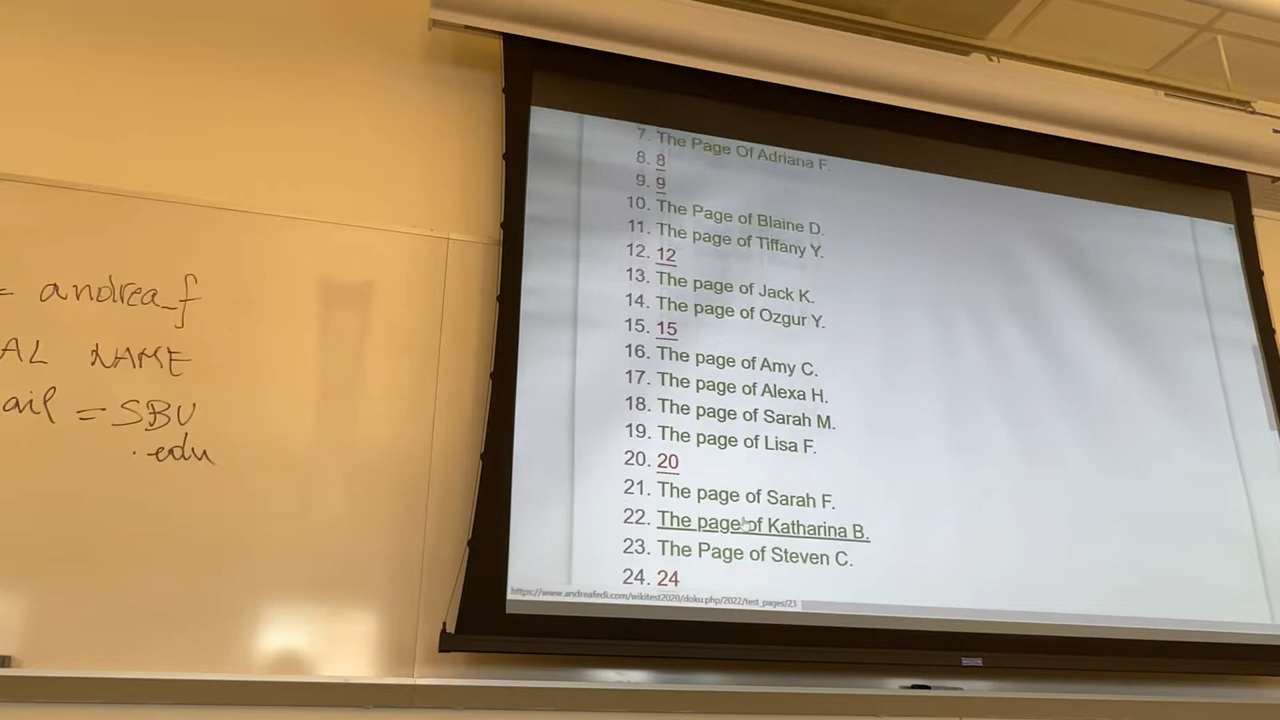 = andrea_f
AL NAME
ail = SBU
.edu
7. The Page Of Adriana F.
8. 8
9. 9
10. The Page of Blaine D.
11. The page of Tiffany Y.
12. 12
13. The page of Jack K.
14. The page of Ozgur Y.
15. 15
16. The page of Amy C.
17. The page of Alexa H.
18. The page of Sarah M.
19. The page of Lisa F.
20. 20
21. The page of Sarah F.
22. The page of Katharina B.
23. The Page of Steven C.
24. 24
https://www.andreafedi.com/wikitest2020/doku.php/2022/test_pages/23